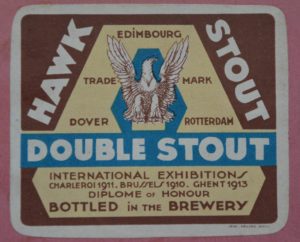 HAWK
STOUT
EDIMBOURG
TRADE MARK
DOVER ROTTERDAM
DOUBLE STOUT
INTERNATIONAL EXHIBITIONS
CHARLEROI 1911. BRUSSELS 1910. GHENT 1913
DIPLOME OF HONOUR
BOTTLED IN THE BREWERY